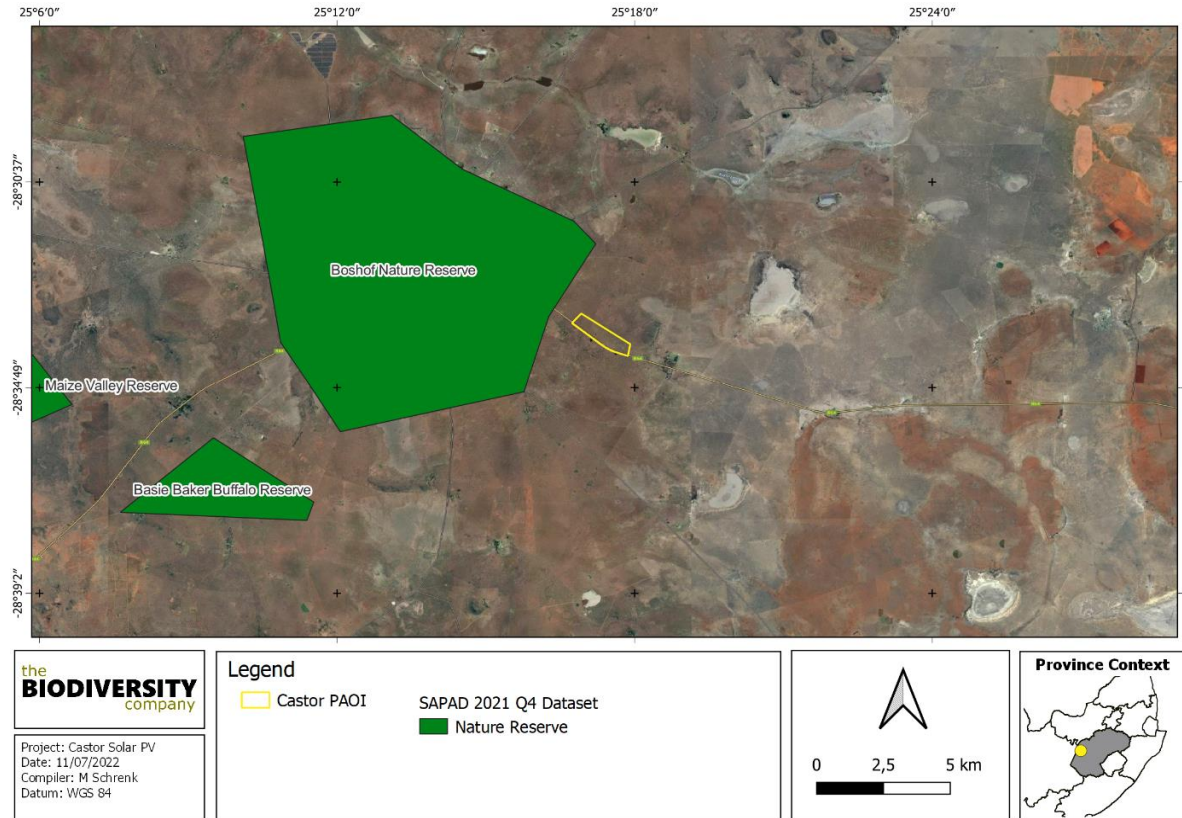 25°6'0" 25°12'0" 25°18'0" 25°24'0"
-28°30'37"
Boshof Nature Reserve
-28°34'49"
Maize Valley Reserve
Basie Baker Buffalo Reserve
-28°39'2"
the
BIODIVERSITY
company
Project: Castor Solar PV
Date: 11/07/2022
Compiler: M Schrenk
Datum: WGS 84
Legend
Castor PAOI
SAPAD 2021 Q4 Dataset
Nature Reserve
0 2,5 5 km
Province Context